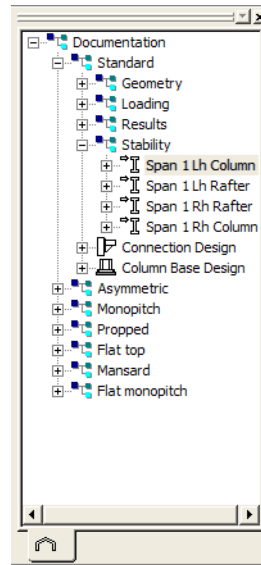 Documentation
Standard
Geometry
Loading
Results
Stability
Span 1 Lh Column
Span 1 Lh Rafter
Span 1 Rh Rafter
Span 1 Rh Column
Connection Design
Column Base Design
Asymmetric
Monopitch
Propped
Flat top
Mansard
Flat monopitch